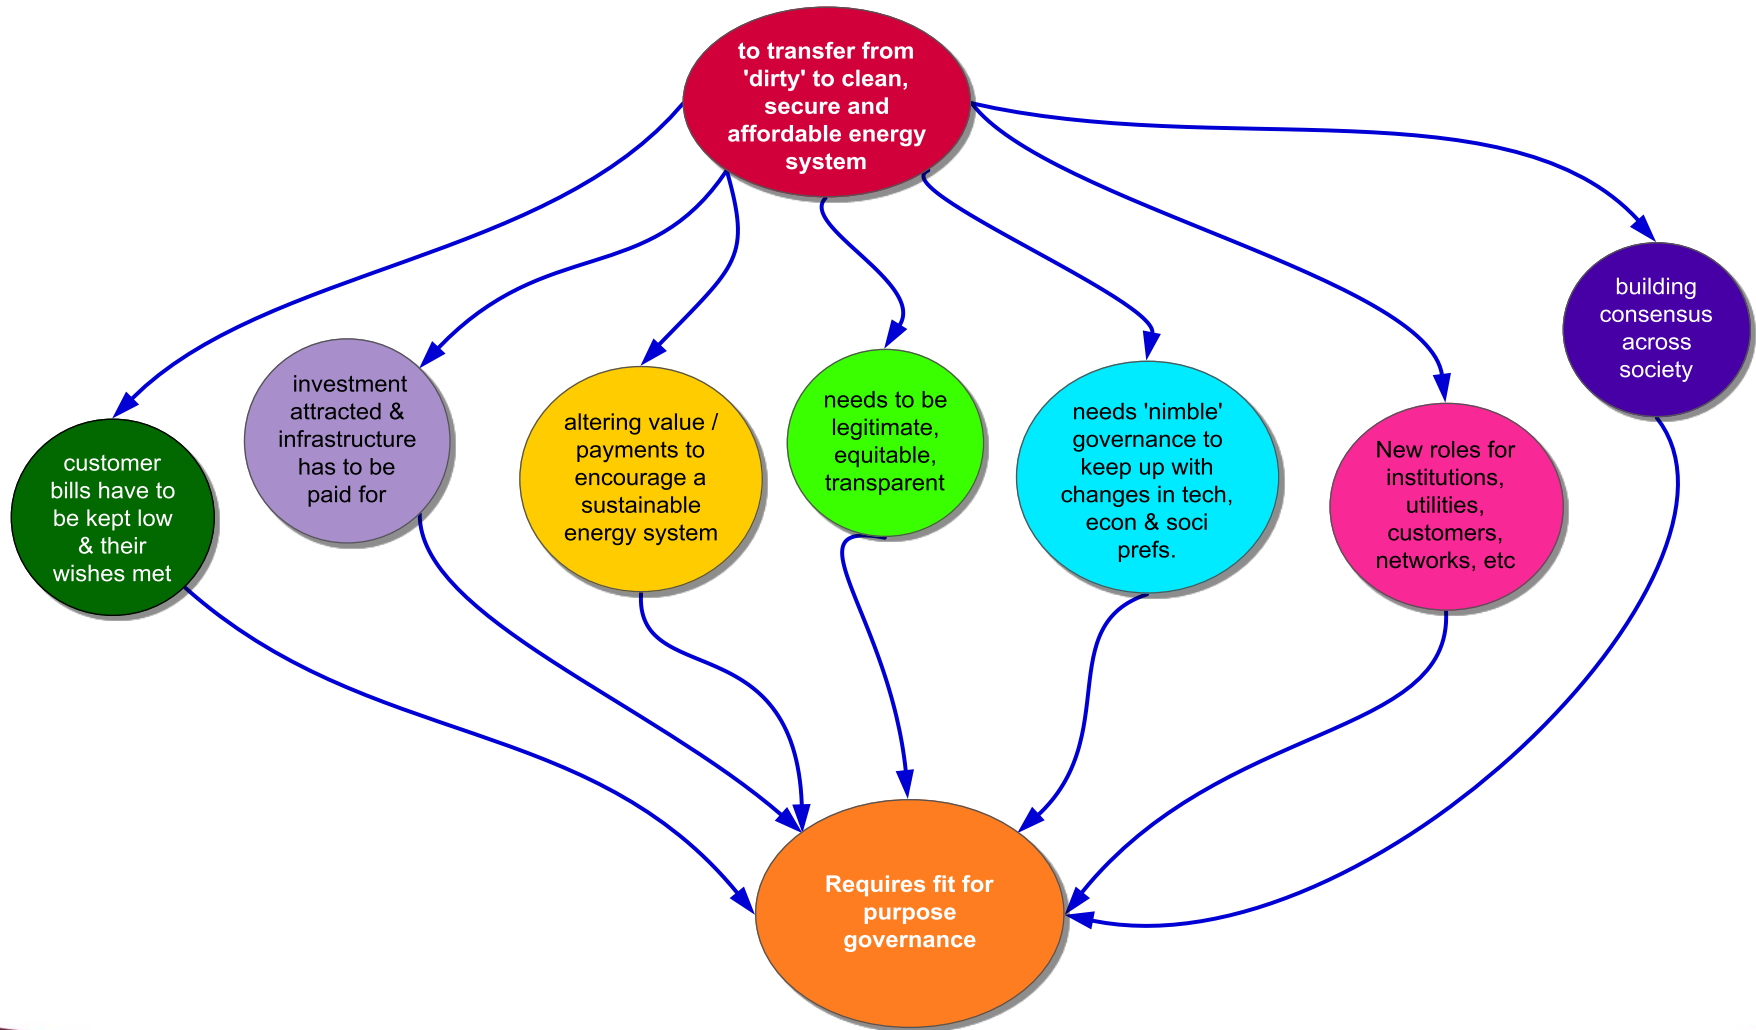 to transfer from
'dirty' to clean,
secure and
affordable energy
system
customer
bills have to
be kept low
& their
wishes met
investment
attracted &
infrastructure
has to be
paid for
altering value /
payments to
encourage a
sustainable
energy system
needs to be
legitimate,
equitable,
transparent
needs 'nimble'
governance to
keep up with
changes in tech,
econ & soci
prefs.
New roles for
institutions,
utilities,
customers,
networks, etc
building
consensus
across
society
Requires fit for
purpose
governance